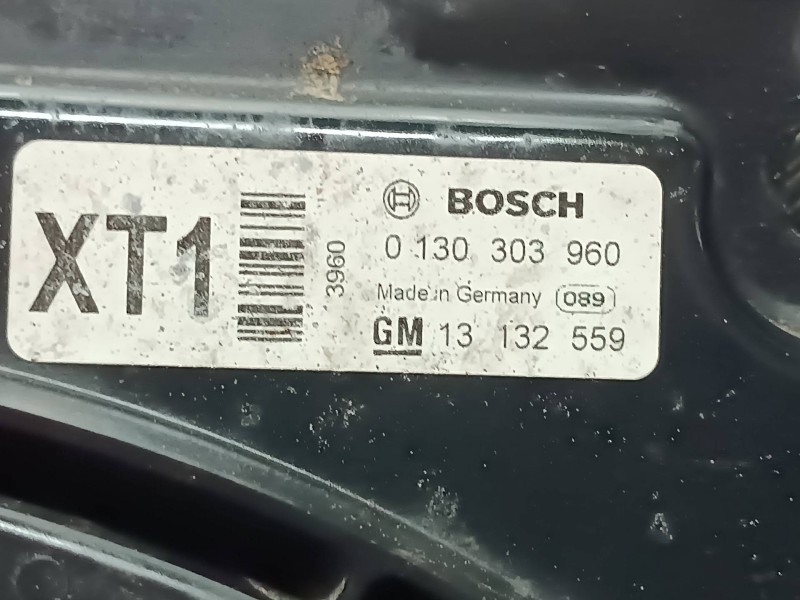 XT1
3960
BOSCH
0 130 303 960
Made in Germany 089
GM 13 132 559